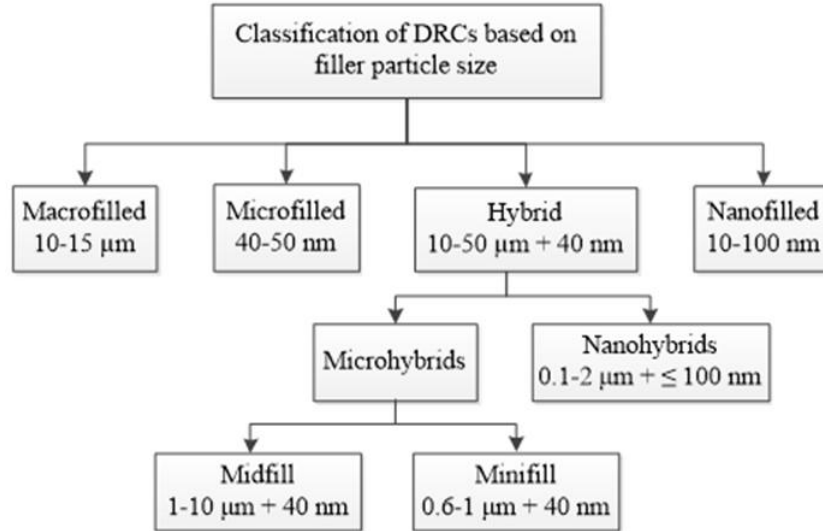 Classification of DRCs based on
filler particle size
Macrofilled
10-15 μm
Microfilled
40-50 nm
Hybrid
10-50 μm + 40 nm
Nanofilled
10-100 nm
Microhybrids
Nanohybrids
0.1-2 μm + ≤ 100 nm
Midfill
1-10 μm + 40 nm
Minifill
0.6-1 μm + 40 nm